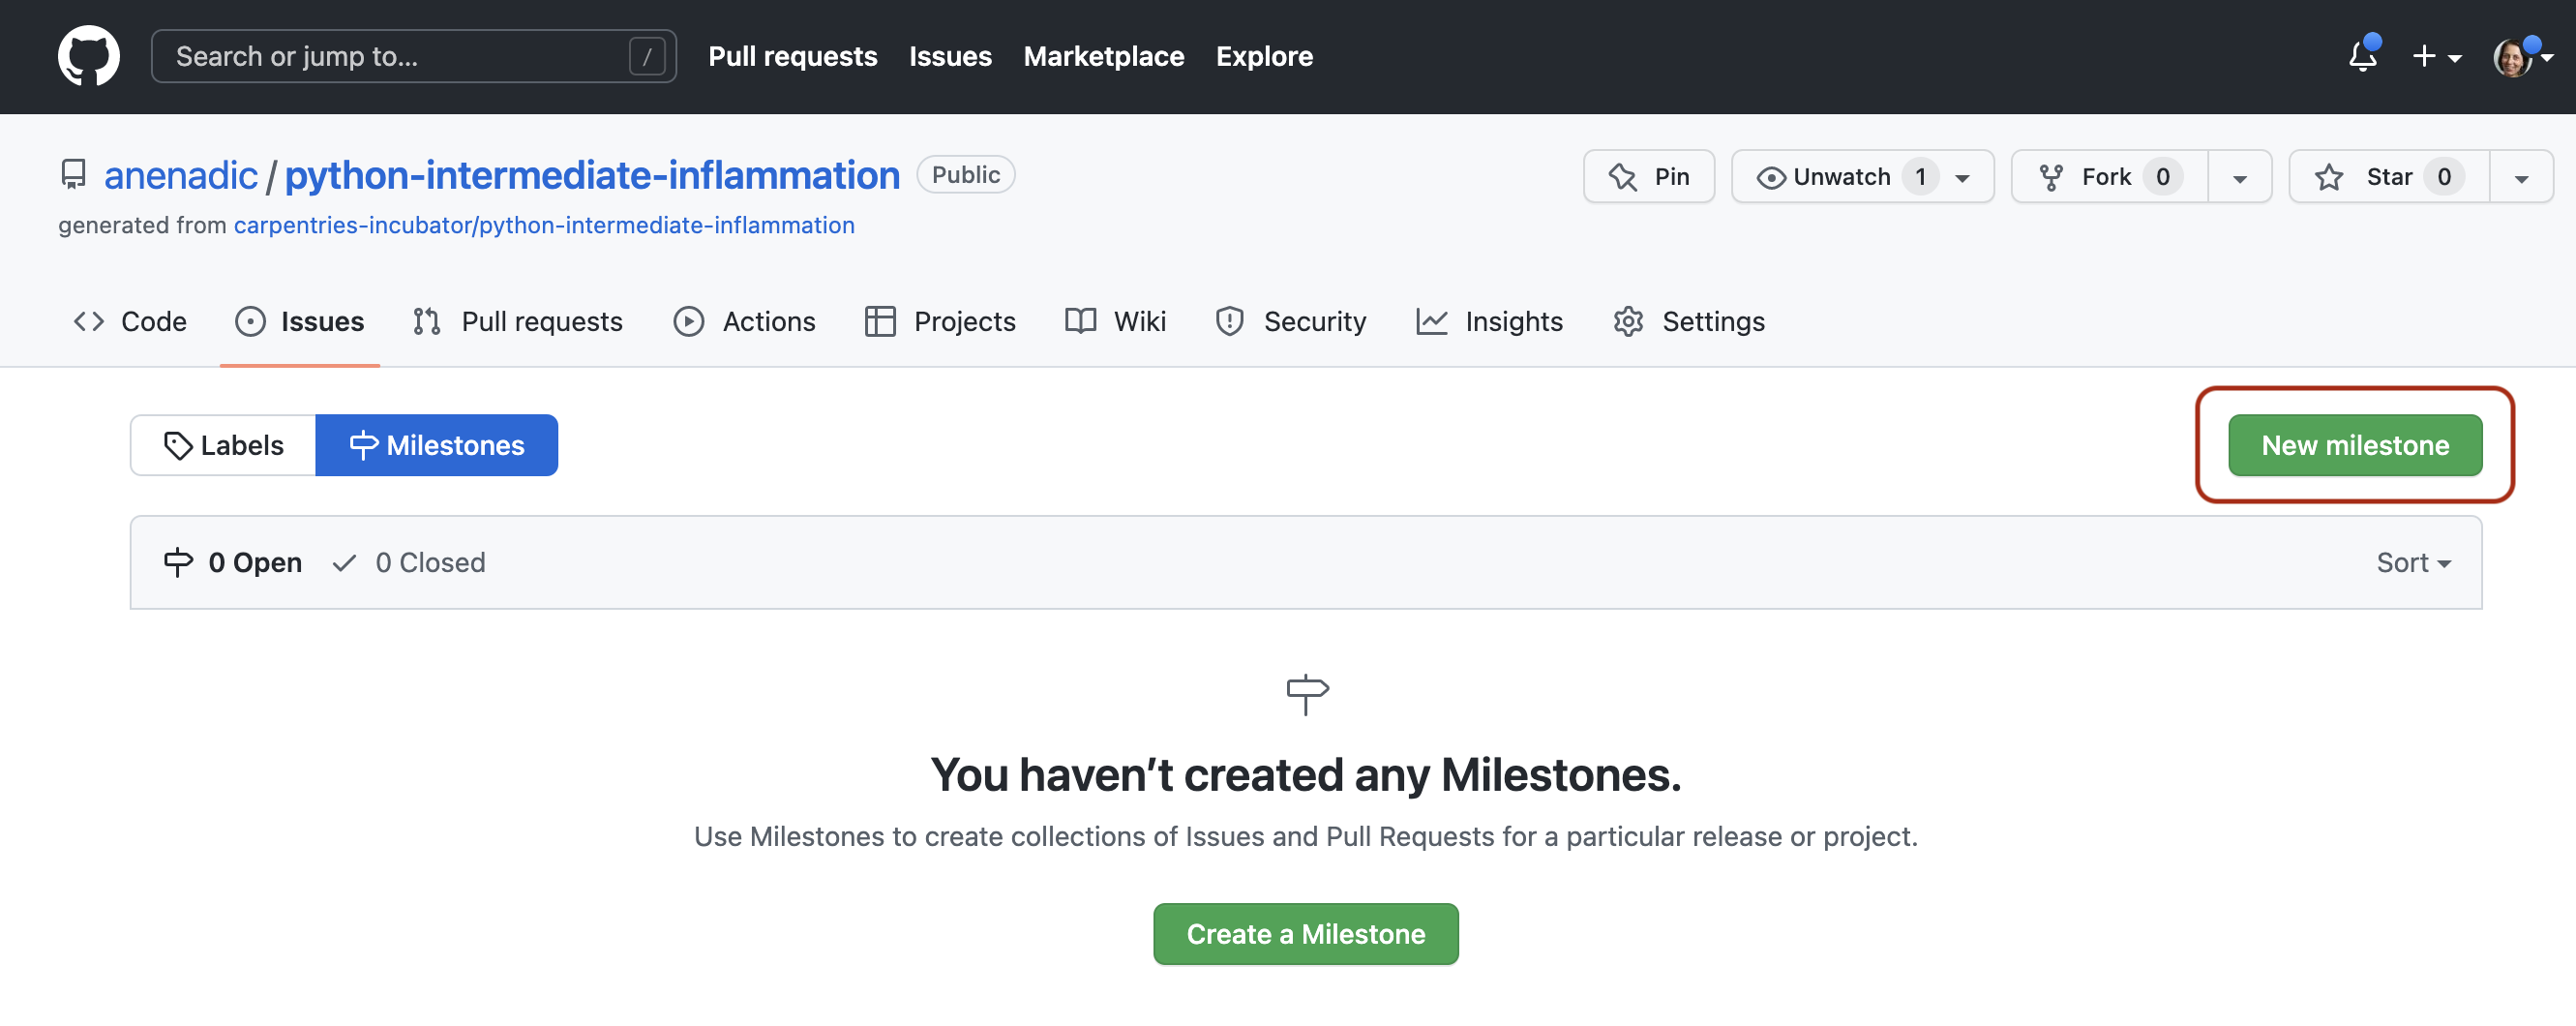 Search or jump to... / Pull requests Issues Marketplace Explore
anenadic / python-intermediate-inflammation Public Pin Unwatch 1 Fork 0 Star 0
generated from carpentries-incubator/python-intermediate-inflammation
Code Issues Pull requests Actions Projects Wiki Security Insights Settings
Labels Milestones New milestone
0 Open 0 Closed Sort
You haven’t created any Milestones.
Use Milestones to create collections of Issues and Pull Requests for a particular release or project.
Create a Milestone